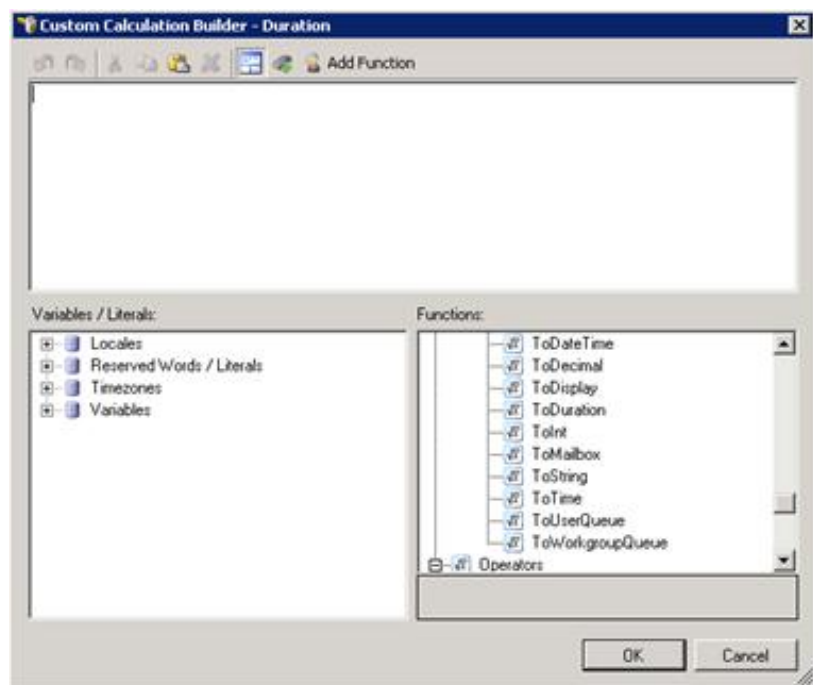 Custom Calculation Builder - Duration
Add Function
Variables / Literals:
Functions:
Locales
Reserved Words / Literals
Timezones
Variables
ToDateTime
ToDecimal
ToDisplay
ToDuration
ToInt
ToMailbox
ToString
ToTime
ToUserQueue
ToWorkgroupQueue
Operators
OK
Cancel